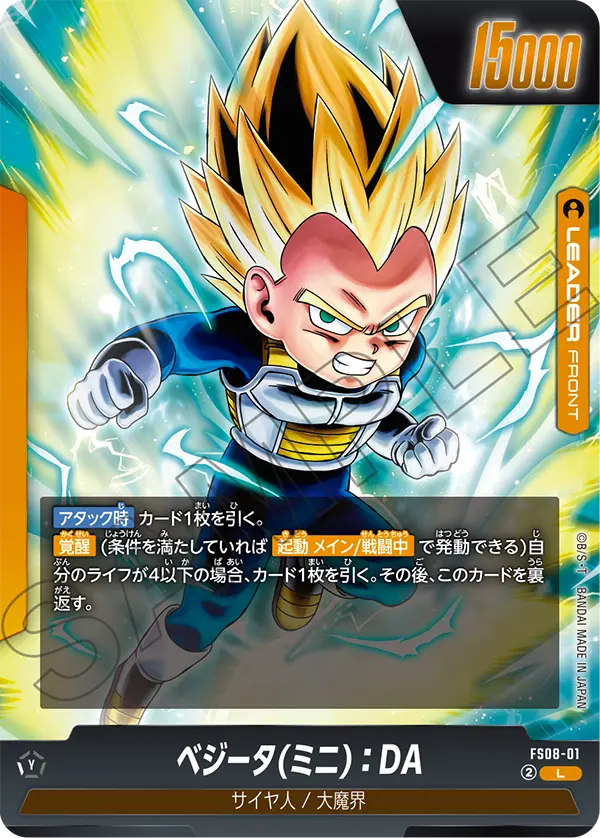 15000
LEADER FRONT
SAMPLE
アタック時 カード1枚を引く。
覚醒 (条件を満たしていれば 起動メイン/戦闘中 で発動できる)自
分のライフが4以下の場合、カード1枚を引く。その後、このカードを裏
返す。
©B/S・T BANDAI MADE IN JAPAN
Y
ベジータ(ミニ):DA
FS08-01
② L
サイヤ人 / 大魔界